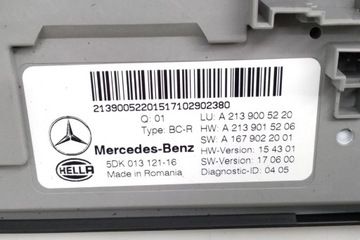 21390052201517102902380
Q: 01
Type: BC-R
Mercedes-Benz
5DK 013 121-16
Made in Romania
HELLA
LU: A 213 900 52 20
HW: A 213 901 52 06
SW: A 167 902 20 01
HW-Version: 15 43 01
SW-Version: 17 06 00
Diagnostic-ID: 04 05